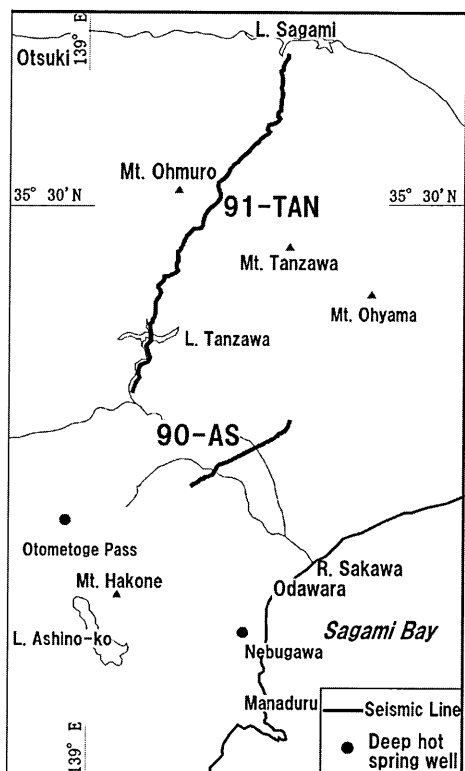 L. Sagami
Otsuki
139° E
Mt. Ohmuro
35° 30′ N
35° 30′ N
91-TAN
Mt. Tanzawa
Mt. Ohyama
L. Tanzawa
90-AS
Otometoge Pass
R. Sakawa
Mt. Hakone
Odawara
L. Ashino-ko
Sagami Bay
Nebugawa
Manaduru
139° E
Seismic Line
Deep hot
spring well